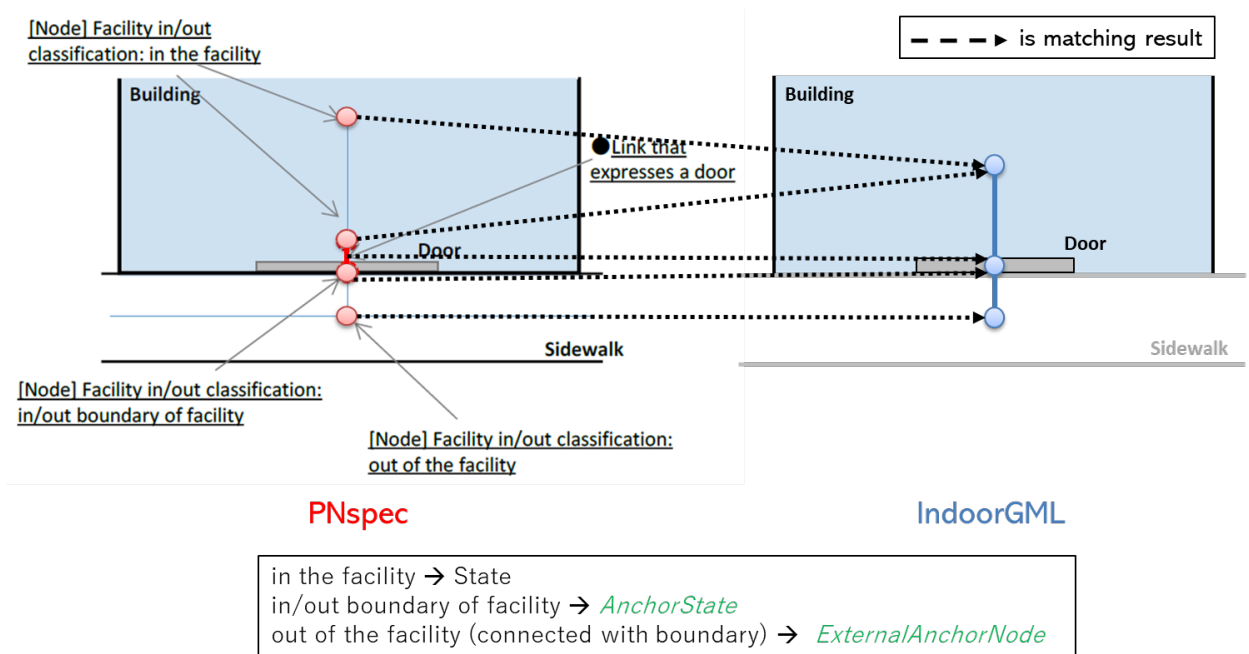 [Node] Facility in/out
classification: in the facility
is matching result
Building
Building
●Link that
expresses a door
Door
Door
Sidewalk
Sidewalk
[Node] Facility in/out classification:
in/out boundary of facility
[Node] Facility in/out classification:
out of the facility
PNspec
IndoorGML
in the facility → State
in/out boundary of facility → AnchorState
out of the facility (connected with boundary) → ExternalAnchorNode